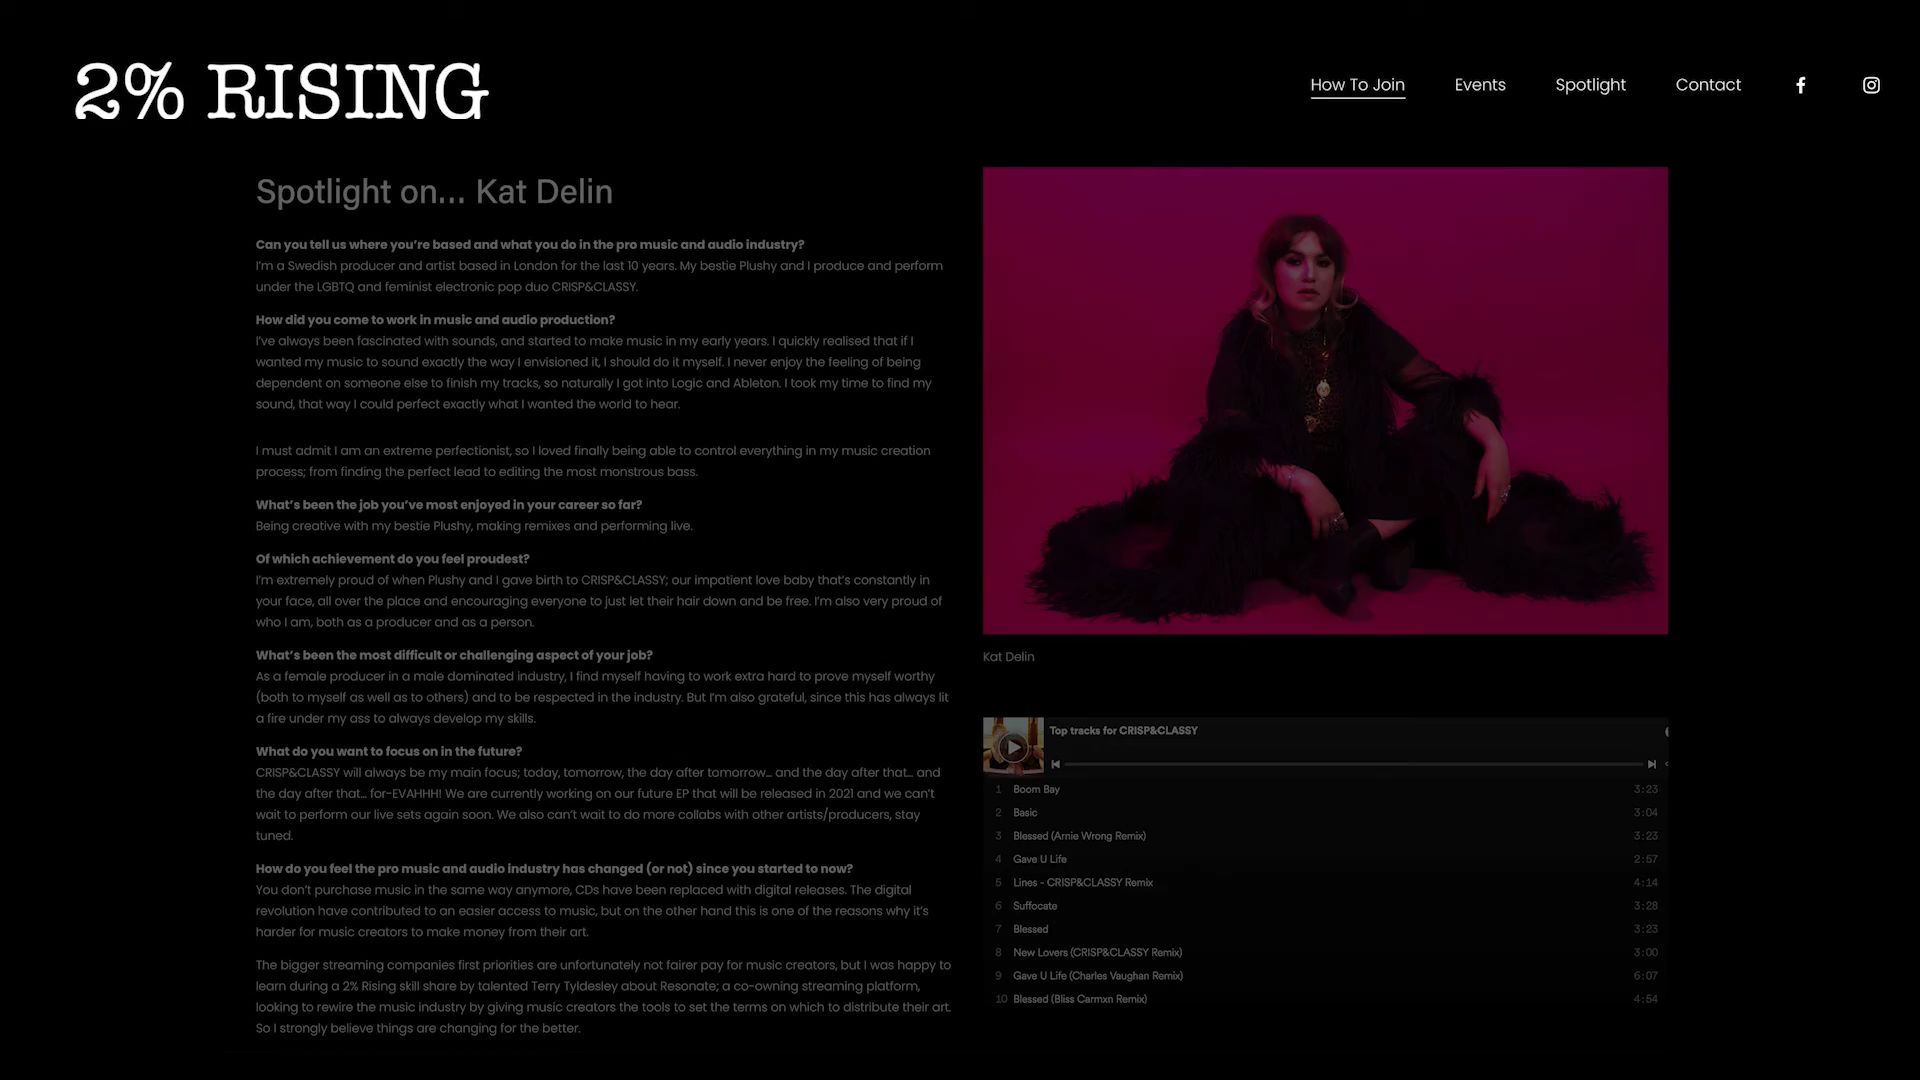 2% RISING
How To Join
Events
Spotlight
Contact
Spotlight on... Kat Delin
Can you tell us where you're based and what you do in the pro music and audio industry?
I'm a Swedish producer and artist based in London for the last 10 years. My bestie Plushy and I produce and perform
under the LGBTQ and feminist electronic pop duo CRISP&CLASSY.
How did you come to work in music and audio production?
I've always been fascinated with sounds, and started to make music in my early years. I quickly realised that if I
wanted my music to sound exactly the way I envisioned it, I should do it myself. I never enjoy the feeling of being
dependent on someone else to finish my tracks, so naturally I got into Logic and Ableton. I took my time to find my
sound, that way I could perfect exactly what I wanted the world to hear.
I must admit I am an extreme perfectionist, so I loved finally being able to control everything in my music creation
process; from finding the perfect lead to editing the most monstrous bass.
What's been the job you've most enjoyed in your career so far?
Being creative with my bestie Plushy, making remixes and performing live.
Of which achievement do you feel proudest?
I'm extremely proud of when Plushy and I gave birth to CRISP&CLASSY; our impatient love baby that's constantly in
your face, all over the place and encouraging everyone to just let their hair down and be free. I'm also very proud of
who I am, both as a producer and as a person.
What's been the most difficult or challenging aspect of your job?
As a female producer in a male dominated industry, I find myself having to work extra hard to prove myself worthy
(both to myself as well as to others) and to be respected in the industry. But I'm also grateful, since this has always lit
a fire under my ass to always develop my skills.
What do you want to focus on in the future?
CRISP&CLASSY will always be my main focus; today, tomorrow, the day after tomorrow... and the day after that... and
the day after that... for-EVAHHH! We are currently working on our future EP that will be released in 2021 and we can't
wait to perform our live sets again soon. We also can't wait to do more collabs with other artists/producers, stay
tuned.
How do you feel the pro music and audio industry has changed (or not) since you started to now?
You don't purchase music in the same way anymore, CDs have been replaced with digital releases. The digital
revolution have contributed to an easier access to music, but on the other hand this is one of the reasons why it's
harder for music creators to make money from their art.
The bigger streaming companies first priorities are unfortunately not fairer pay for music creators, but I was happy to
learn during a 2% Rising skill share by talented Terry Tyldesley about Resonate; a co-owning streaming platform,
looking to rewire the music industry by giving music creators the tools to set the terms on which to distribute their art.
So I strongly believe things are changing for the better.
Kat Delin
Top tracks for CRISP&CLASSY
1 Boom Bay 3:23
2 Basic 3:04
3 Blessed (Arnie Wrong Remix) 3:23
4 Gave U Life 2:57
5 Lines - CRISP&CLASSY Remix 4:14
6 Suffocate 3:28
7 Blessed 3:23
8 New Lovers (CRISP&CLASSY Remix) 3:00
9 Gave U Life (Charles Vaughan Remix) 6:07
10 Blessed (Bliss Carmxn Remix) 4:54